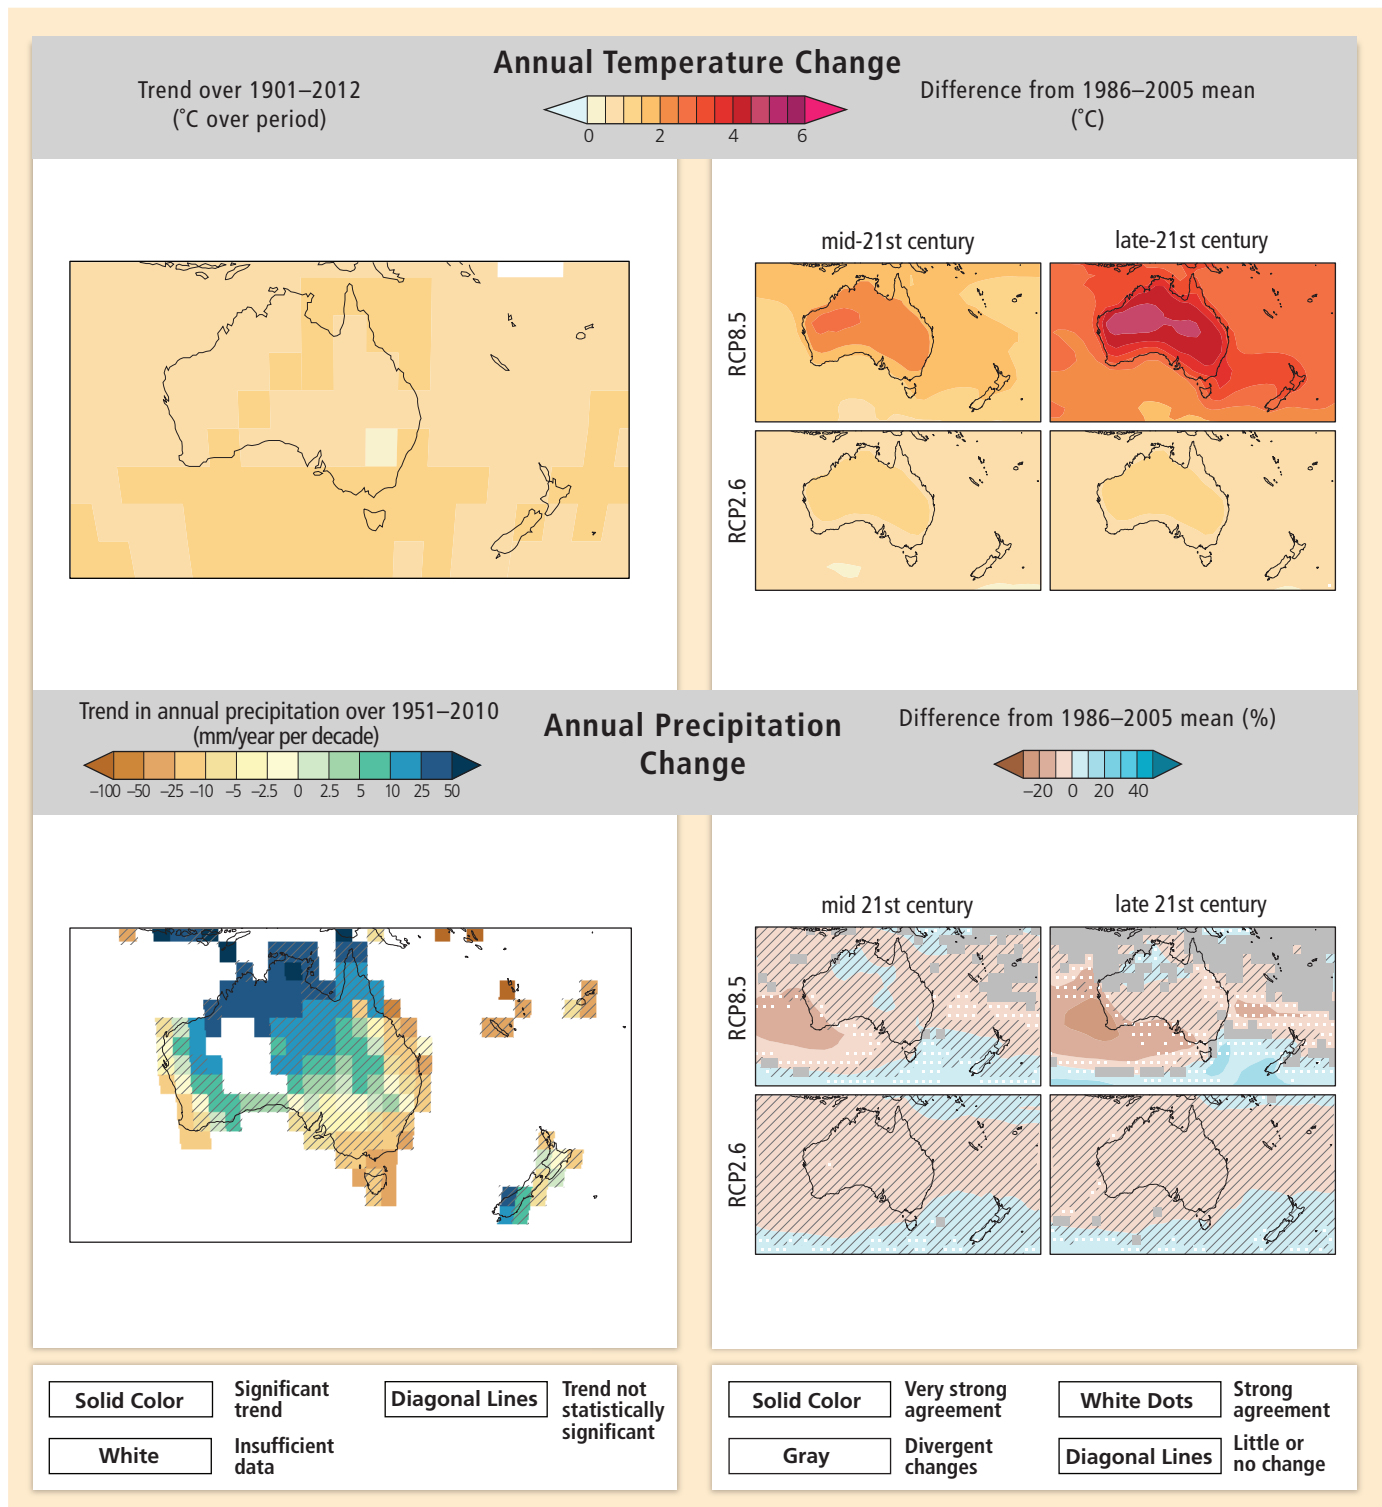 Annual Temperature Change
Trend over 1901–2012
(˚C over period)
0 2 4 6
Difference from 1986–2005 mean
(˚C)
mid-21st century
late-21st century
RCP8.5
RCP2.6
Trend in annual precipitation over 1951–2010
(mm/year per decade)
–100 –50 –25 –10 –5 –2.5 0 2.5 5 10 25 50
Annual Precipitation
Change
Difference from 1986–2005 mean (%)
–20 0 20 40
mid 21st century
late 21st century
RCP8.5
RCP2.6
Solid Color
Significant
trend
Diagonal Lines
Trend not
statistically
significant
White
Insufficient
data
Solid Color
Very strong
agreement
White Dots
Strong
agreement
Gray
Divergent
changes
Diagonal Lines
Little or
no change